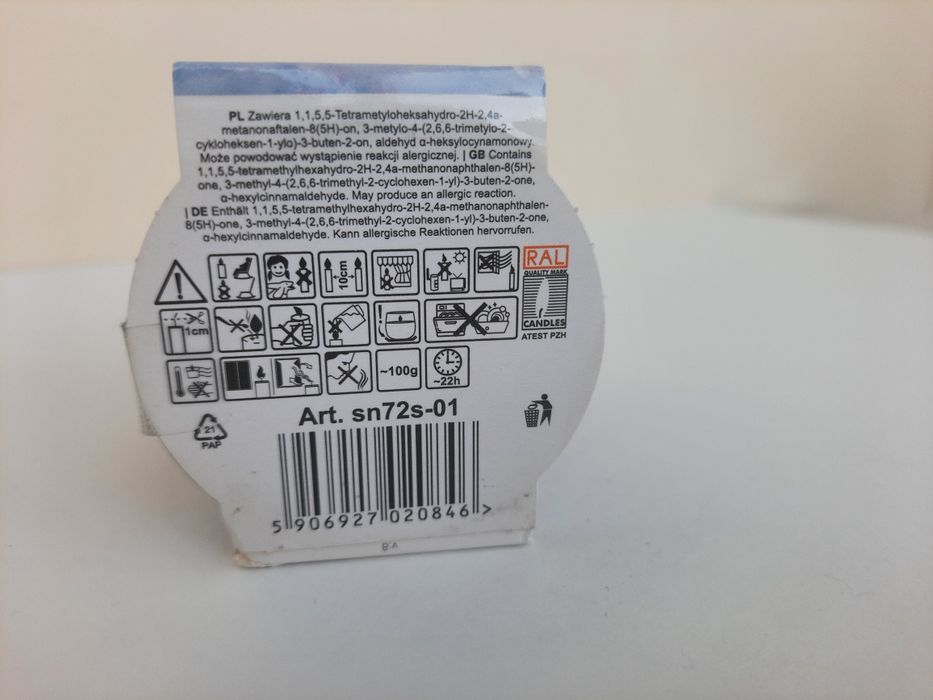 PL Zawiera 1,1,5,5-Tetrametyloheksahydro-2H-2,4a-
metanonaftalen-8(5H)-on, 3-metylo-4-(2,6,6-trimetylo-2-
cykloheksen-1-ylo)-3-buten-2-on, aldehyd α-heksylocynamonowy.
Może powodować wystąpienie reakcji alergicznej. | GB Contains
1,1,5,5-tetramethylhexahydro-2H-2,4a-methanonaphthalen-8(5H)-
one, 3-methyl-4-(2,6,6-trimethyl-2-cyclohexen-1-yl)-3-buten-2-one,
α-hexylcinnamaldehyde. May produce an allergic reaction.
| DE Enthält 1,1,5,5-tetramethylhexahydro-2H-2,4a-methanonaphthalen-
8(5H)-one, 3-methyl-4-(2,6,6-trimethyl-2-cyclohexen-1-yl)-3-buten-2-one,
α-hexylcinnamaldehyde. Kann allergische Reaktionen hervorrufen.
10cm
RAL
QUALITY MARK
1cm
CANDLES
ATEST PZH
~100g
~22h
Art. sn72s-01
21
PAP
5 906927 020846 >